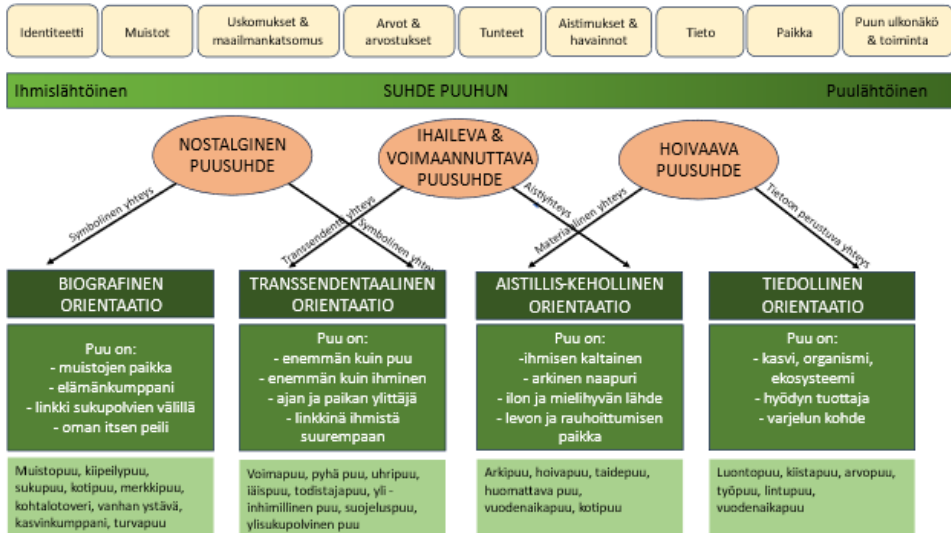 Identiteetti
Muistot
Uskomukset &
maailmankatsomus
Arvot &
arvostukset
Tunteet
Aistimukset &
havainnot
Tieto
Paikka
Puun ulkonäkö
& toiminta
Ihmislähtöinen
SUHDE PUUHUN
Puulähtöinen
NOSTALGINEN
PUUSUHDE
IHAILEVA &
VOIMAANNUTTAVA
PUUSUHDE
HOIVAAVA
PUUSUHDE
Symbolinen yhteys
Symbolinen yhteys
Transsendentti yhteys
Aistiyhteys
Materiaalinen yhteys
Tietoon perustuva yhteys
BIOGRAFINEN
ORIENTAATIO
Puu on:
- muistojen paikka
- elämänkumppani
- linkki sukupolvien välillä
- oman itsen peili
Muistopuu, kiipeilypuu,
sukupuu, kotipuu, merkkipuu,
kohtalotoveri, vanhan ystävä,
kasvinkumppani, turvapuu
TRANSSENDENTAALINEN
ORIENTAATIO
Puu on:
- enemmän kuin puu
- enemmän kuin ihminen
- ajan ja paikan ylittäjä
- linkkinä ihmistä
suurempaan
Voimapuu, pyhä puu, uhripuu,
iäispuu, todistajapuu, yli -
inhimillinen puu, suojeluspuu,
ylisukupolvinen puu
AISTILLIS-KEHOLLINEN
ORIENTAATIO
Puu on:
-ihmisen kaltainen
- arkinen naapuri
- ilon ja mielihyvän lähde
- levon ja rauhoittumisen
paikka
Arkipuu, hoivapuu, taidepuu,
huomattava puu,
vuodenaikapuu, kotipuu
TIEDOLLINEN
ORIENTAATIO
Puu on:
- kasvi, organismi,
ekosysteemi
- hyödyn tuottaja
- varjelun kohde
Luontopuu, kiistapuu, arvopuu,
työpuu, lintupuu,
vuodenaikapuu